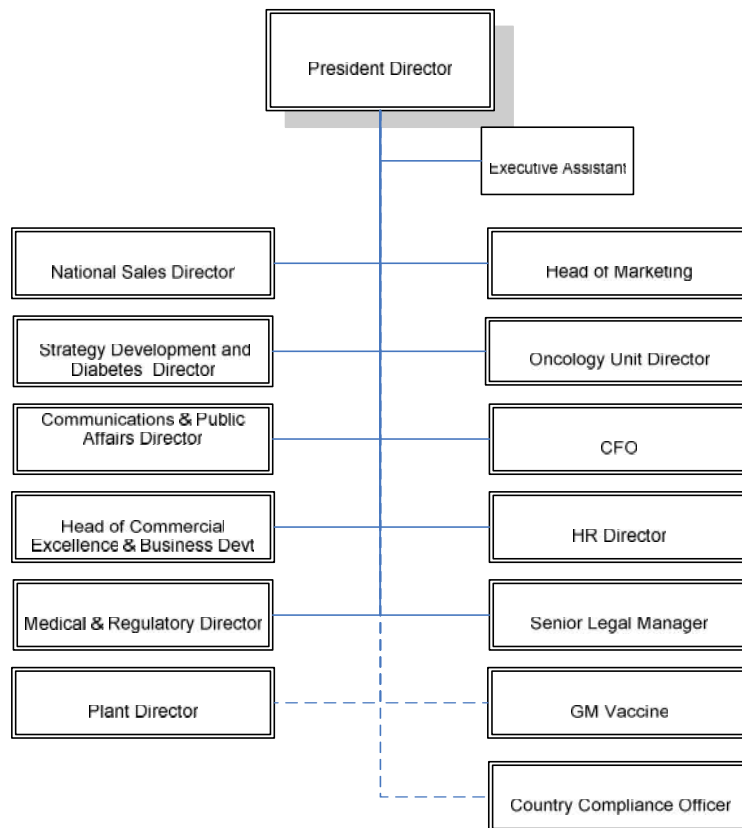 President Director
Executive Assistant
National Sales Director
Head of Marketing
Strategy Development and
Diabetes Director
Oncology Unit Director
Communications & Public
Affairs Director
CFO
Head of Commercial
Excellence & Business Devt
HR Director
Medical & Regulatory Director
Senior Legal Manager
Plant Director
GM Vaccine
Country Compliance Officer